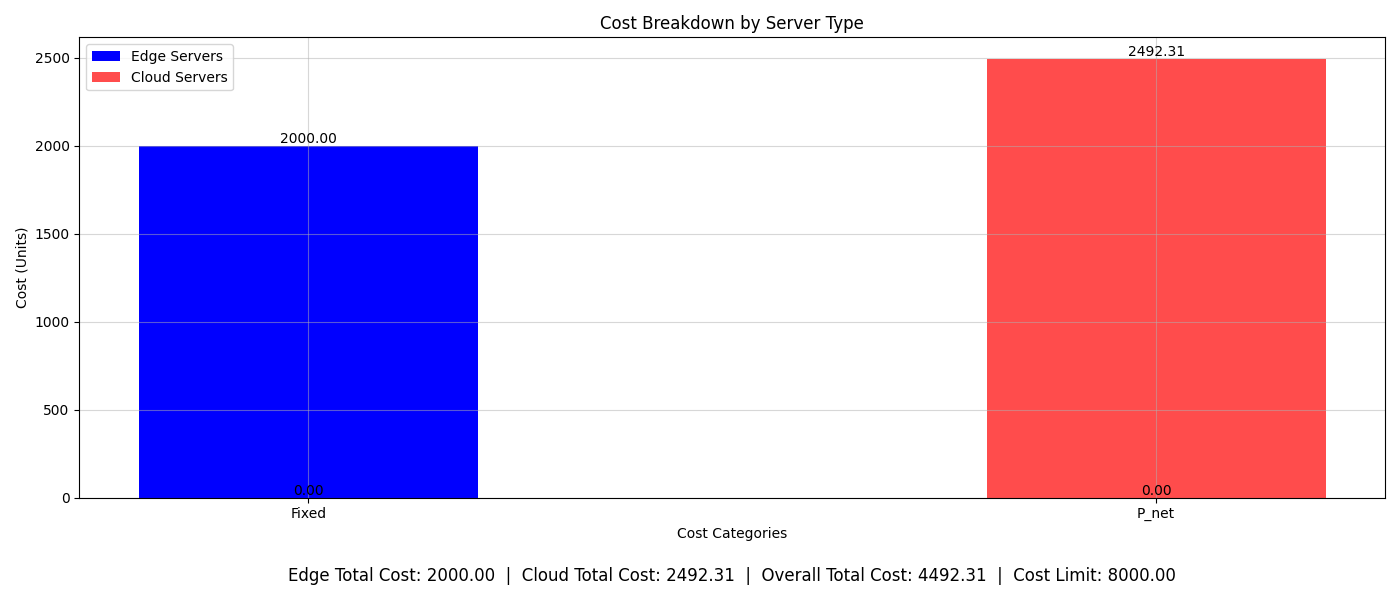 Cost Breakdown by Server Type
Edge Servers
Cloud Servers
2500
2000
1500
1000
500
0
Cost (Units)
2000.00
0.00
2492.31
0.00
Fixed
P_net
Cost Categories
Edge Total Cost: 2000.00 | Cloud Total Cost: 2492.31 | Overall Total Cost: 4492.31 | Cost Limit: 8000.00